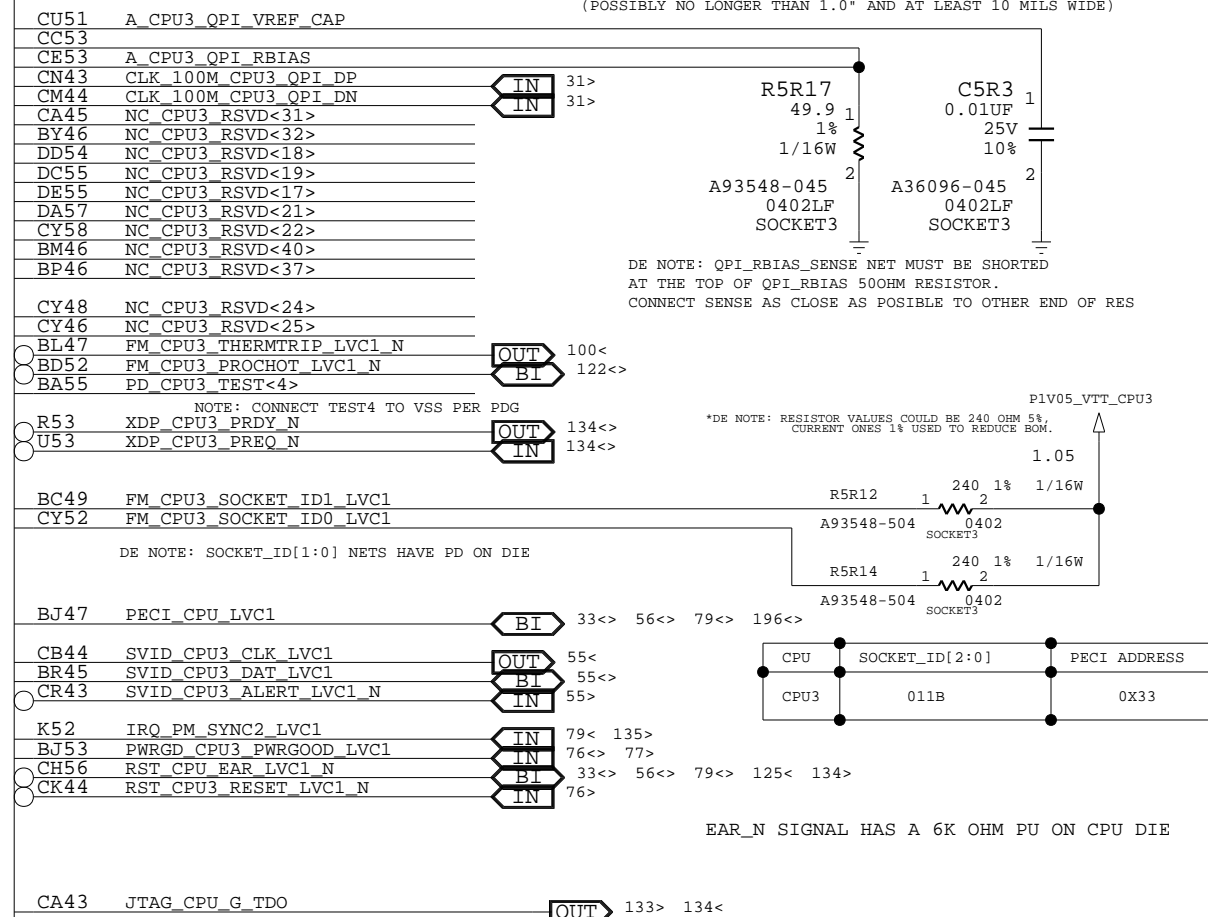 (POSSIBLY NO LONGER THAN 1.0" AND AT LEAST 10 MILS WIDE)
CU51 A_CPU3_QPI_VREF_CAP
CC53
CE53 A_CPU3_QPI_RBIAS
CN43 CLK_100M_CPU3_QPI_DP IN 31>
CM44 CLK_100M_CPU3_QPI_DN IN 31>
CA45 NC_CPU3_RSVD<31>
BY46 NC_CPU3_RSVD<32>
DD54 NC_CPU3_RSVD<18>
DC55 NC_CPU3_RSVD<19>
DE55 NC_CPU3_RSVD<17>
DA57 NC_CPU3_RSVD<21>
CY58 NC_CPU3_RSVD<22>
BM46 NC_CPU3_RSVD<40>
BP46 NC_CPU3_RSVD<37>
R5R17
49.9 1
1%
1/16W
2
A93548-045
0402LF
SOCKET3
C5R3
0.01UF 1
25V
10%
2
A36096-045
0402LF
SOCKET3
DE NOTE: QPI_RBIAS_SENSE NET MUST BE SHORTED
AT THE TOP OF QPI_RBIAS 50OHM RESISTOR.
CONNECT SENSE AS CLOSE AS POSIBLE TO OTHER END OF RES
CY48 NC_CPU3_RSVD<24>
CY46 NC_CPU3_RSVD<25>
BL47 FM_CPU3_THERMTRIP_LVC1_N OUT 100<
BD52 FM_CPU3_PROCHOT_LVC1_N BI 122<>
BA55 PD_CPU3_TEST<4>
NOTE: CONNECT TEST4 TO VSS PER PDG
R53 XDP_CPU3_PRDY_N OUT 134<>
U53 XDP_CPU3_PREQ_N IN 134<>
P1V05_VTT_CPU3
*DE NOTE: RESISTOR VALUES COULD BE 240 OHM 5%,
CURRENT ONES 1% USED TO REDUCE BOM.
1.05
BC49 FM_CPU3_SOCKET_ID1_LVC1
CY52 FM_CPU3_SOCKET_ID0_LVC1
R5R12 1 240 1% 1/16W
2
A93548-504 0402
SOCKET3
DE NOTE: SOCKET_ID[1:0] NETS HAVE PD ON DIE
R5R14 1 240 1% 1/16W
2
A93548-504 0402
SOCKET3
BJ47 PECI_CPU_LVC1 BI 33<> 56<> 79<> 196<>
CB44 SVID_CPU3_CLK_LVC1 OUT 55<
BR45 SVID_CPU3_DAT_LVC1 BI 55<>
CR43 SVID_CPU3_ALERT_LVC1_N IN 55>
CPU SOCKET_ID[2:0] PECI ADDRESS
CPU3 011B 0X33
K52 IRQ_PM_SYNC2_LVC1 IN 79< 135>
BJ53 PWRGD_CPU3_PWRGOOD_LVC1 IN 76<> 77>
CH56 RST_CPU_EAR_LVC1_N BI 33<> 56<> 79<> 125< 134>
CK44 RST_CPU3_RESET_LVC1_N IN 76>
EAR_N SIGNAL HAS A 6K OHM PU ON CPU DIE
CA43 JTAG_CPU_G_TDO OUT 133> 134<